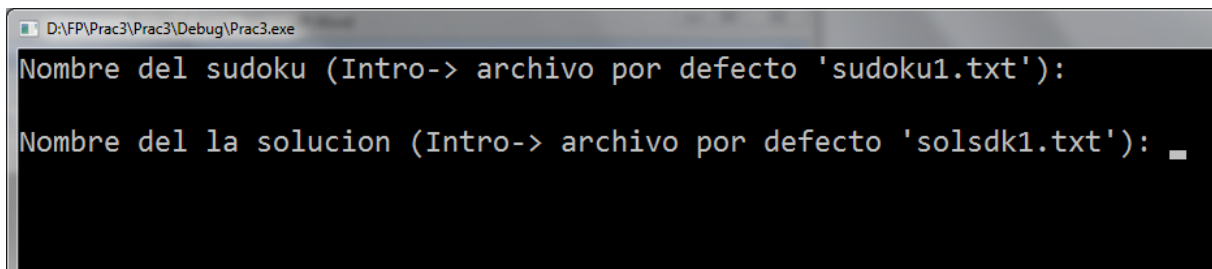 D:\FP\Prac3\Prac3\Debug\Prac3.exe
Nombre del sudoku (Intro-> archivo por defecto 'sudoku1.txt'):
Nombre del la solucion (Intro-> archivo por defecto 'solsdk1.txt'): _